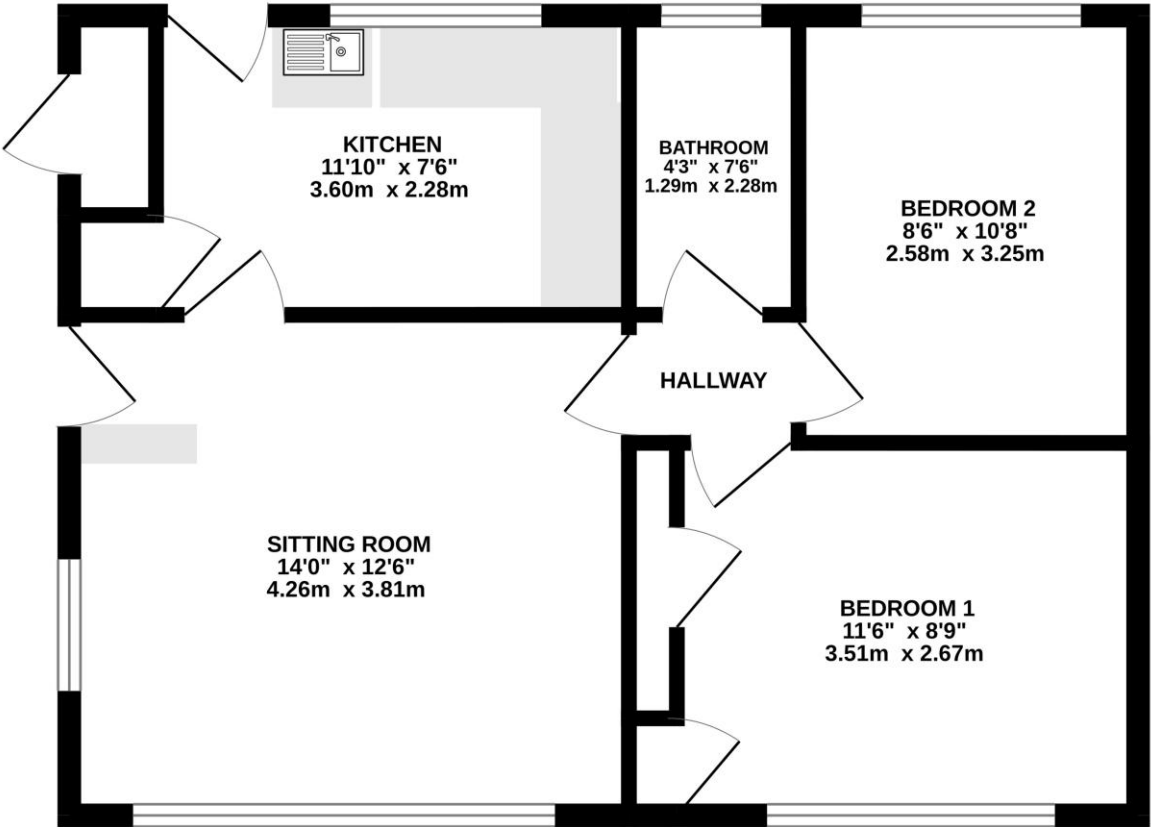 KITCHEN
11'10" x 7'6"
3.60m x 2.28m
BATHROOM
4'3" x 7'6"
1.29m x 2.28m
BEDROOM 2
8'6" x 10'8"
2.58m x 3.25m
HALLWAY
SITTING ROOM
14'0" x 12'6"
4.26m x 3.81m
BEDROOM 1
11'6" x 8'9"
3.51m x 2.67m